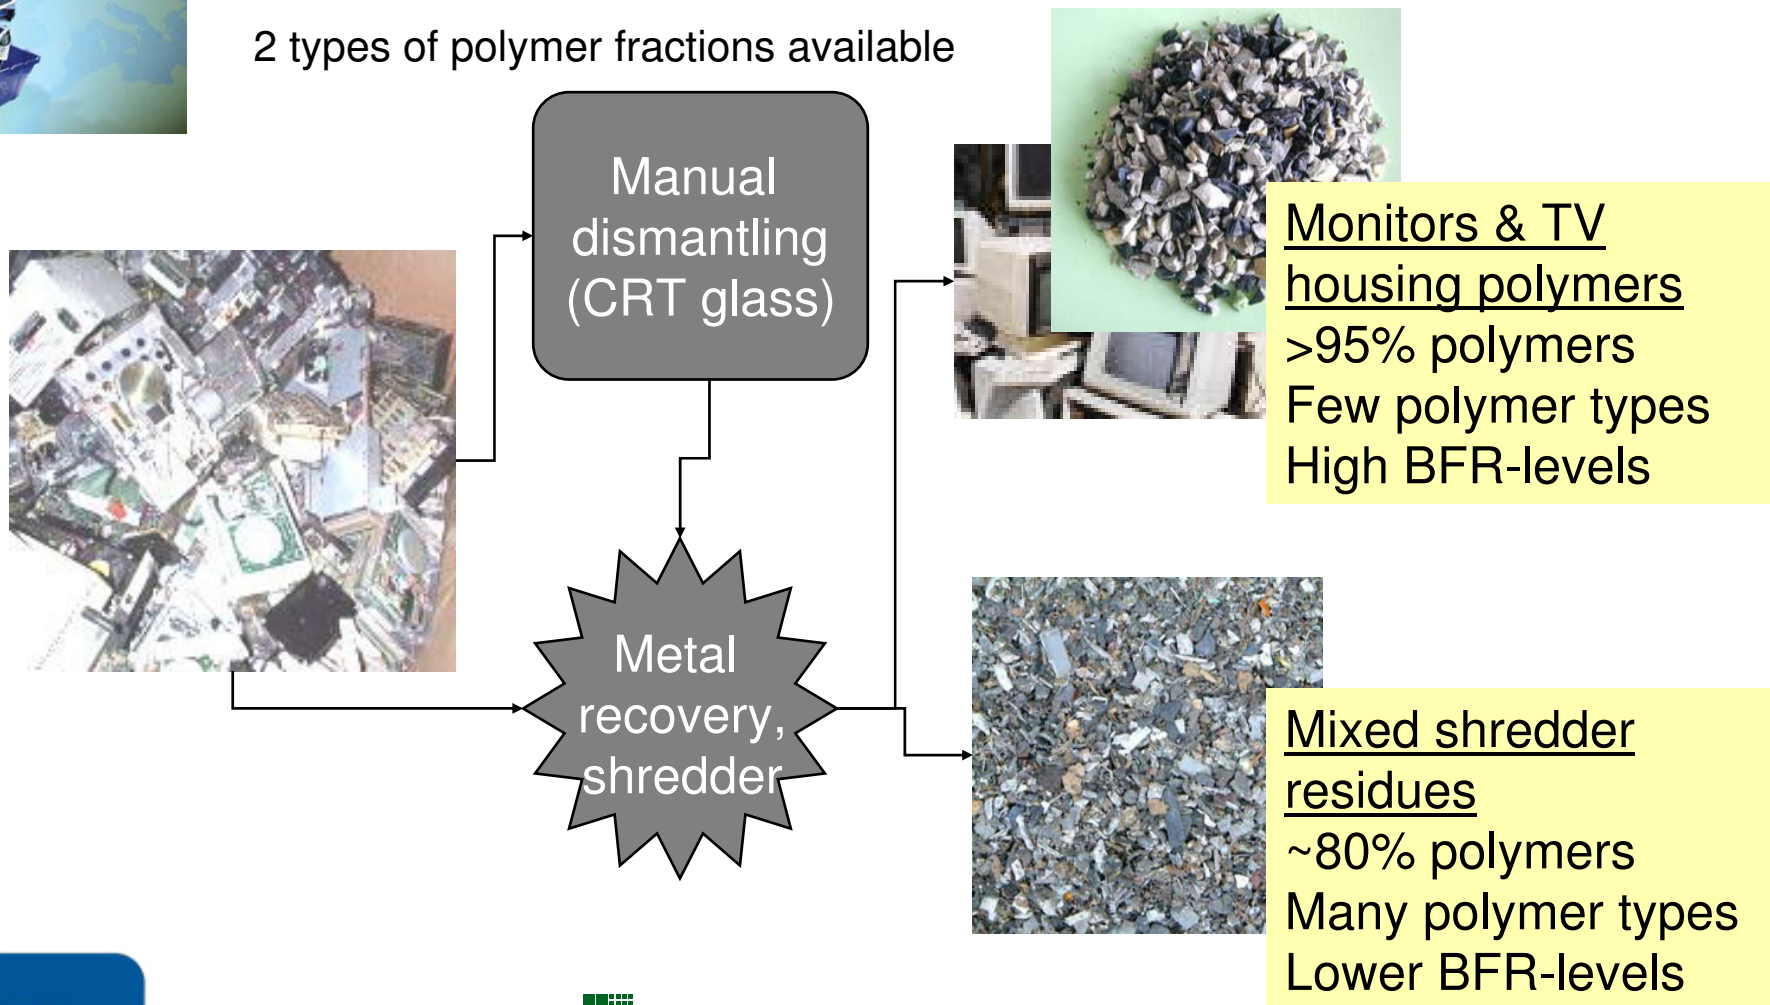 2 types of polymer fractions available
Manual
dismantling
(CRT glass)
Monitors & TV
housing polymers
>95% polymers
Few polymer types
High BFR-levels
Metal
recovery,
shredder
Mixed shredder
residues
~80% polymers
Many polymer types
Lower BFR-levels